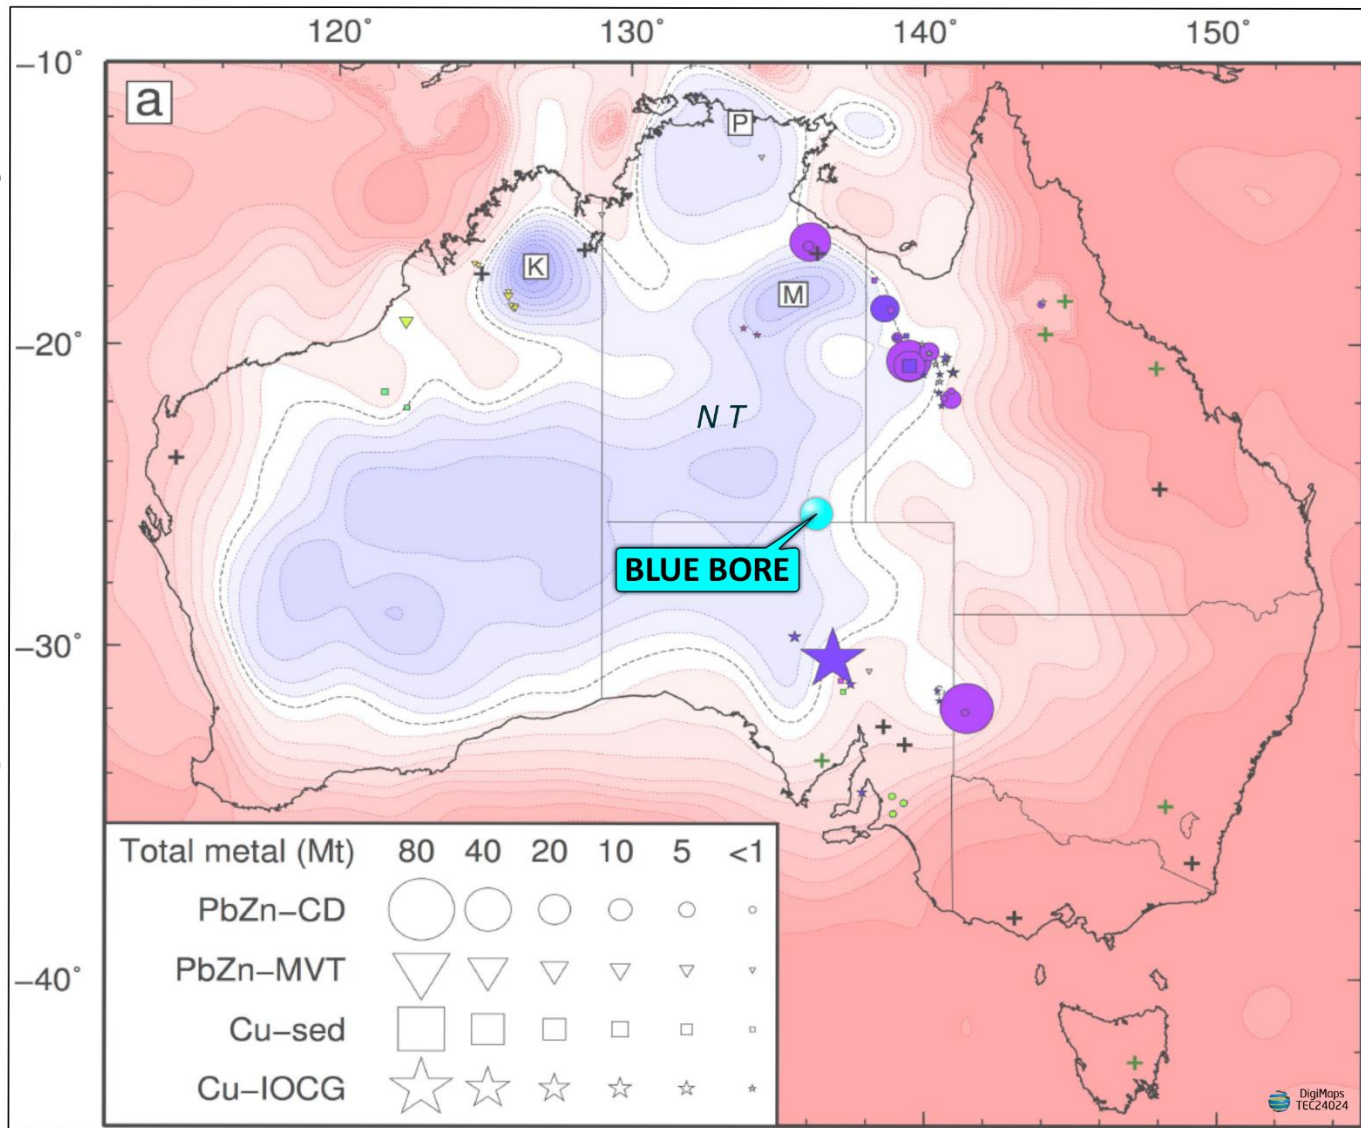 120° 130° 140° 150°
−10°
a
P
K
M
−20°
N T
BLUE BORE
−30°
Total metal (Mt) 80 40 20 10 5 <1
PbZn−CD
PbZn−MVT
−40°
Cu−sed
Cu−IOCG
DigiMaps
TEC24024